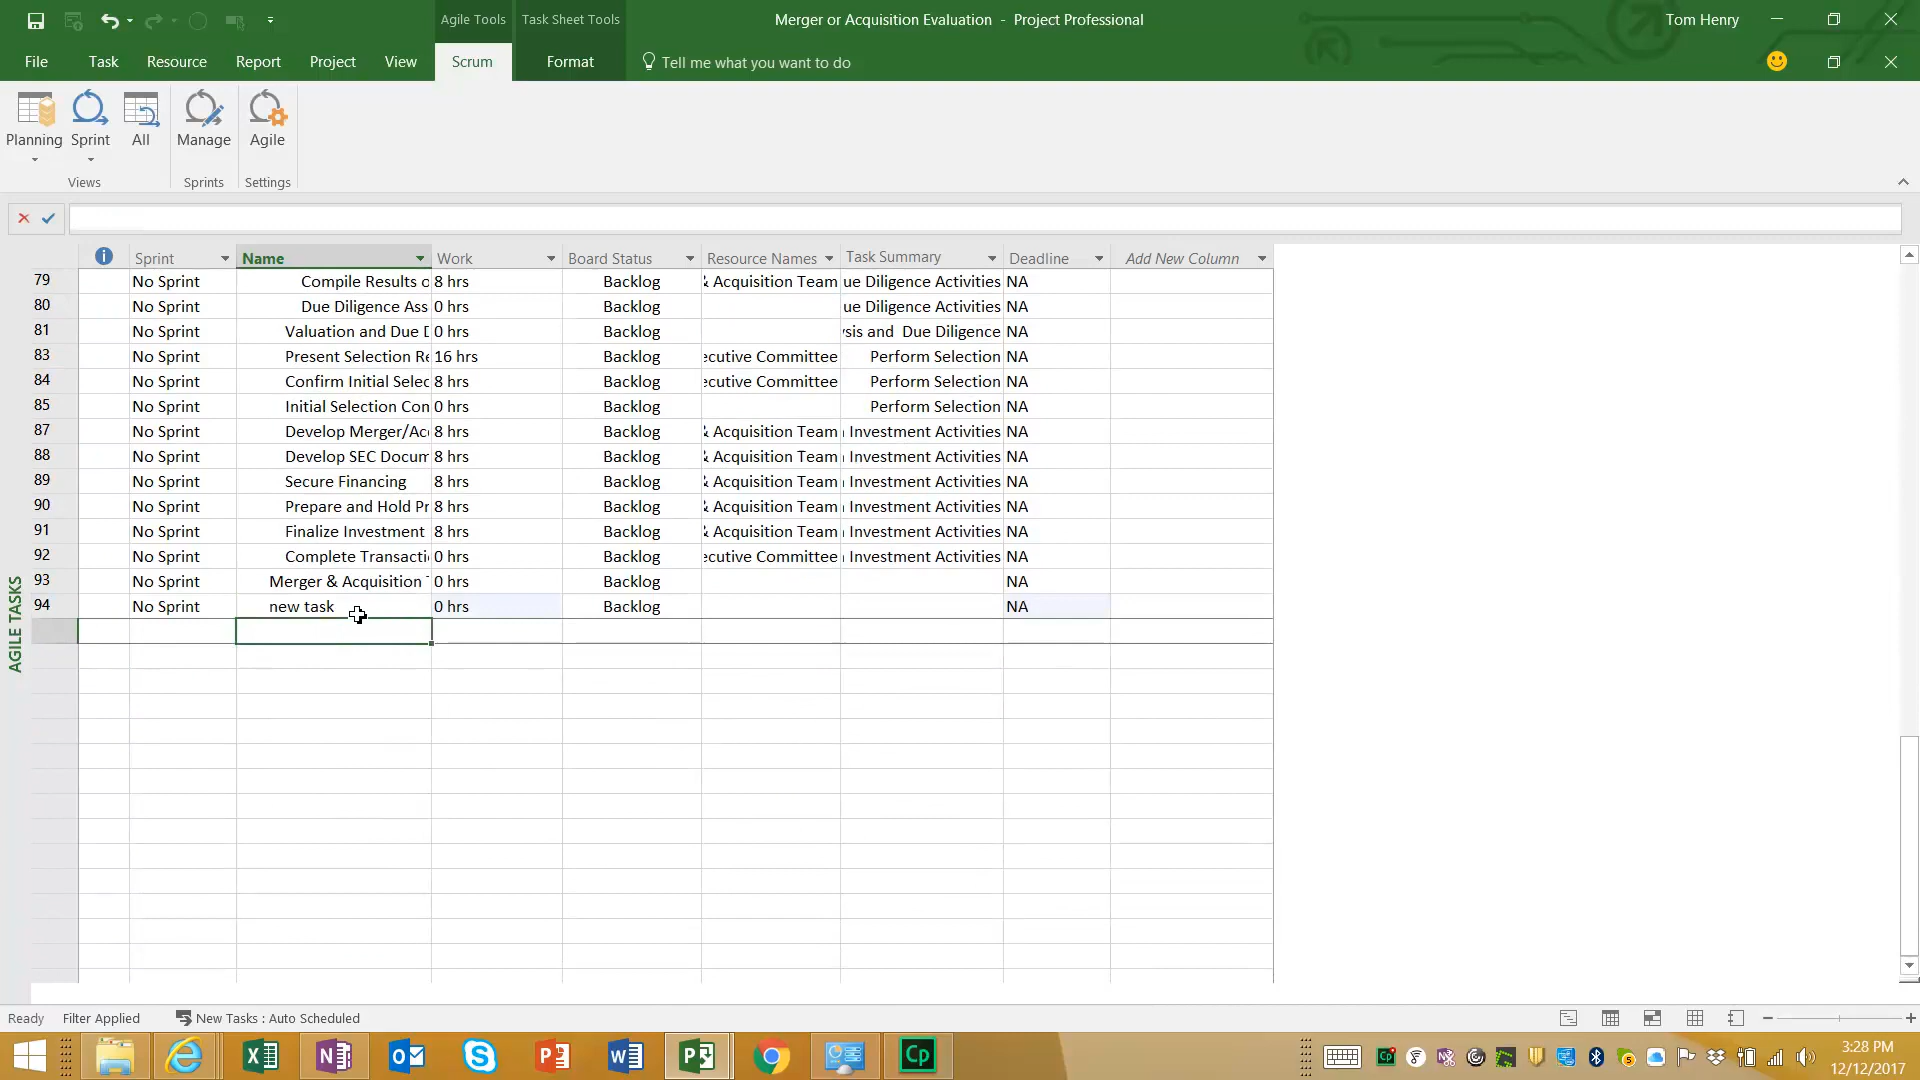 Agile Tools
Task Sheet Tools
Merger or Acquisition Evaluation - Project Professional
Tom Henry
File
Task
Resource
Report
Project
View
Scrum
Format
Tell me what you want to do
Planning
Sprint
All
Manage
Agile
Views
Sprints
Settings
Sprint Name Work Board Status Resource Names Task Summary Deadline Add New Column
79 No Sprint Compile Results o 8 hrs Backlog & Acquisition Team ue Diligence Activities NA
80 No Sprint Due Diligence Ass 0 hrs Backlog ue Diligence Activities NA
81 No Sprint Valuation and Due D 0 hrs Backlog ysis and Due Diligence NA
83 No Sprint Present Selection Re 16 hrs Backlog ecutive Committee Perform Selection NA
84 No Sprint Confirm Initial Selec 8 hrs Backlog ecutive Committee Perform Selection NA
85 No Sprint Initial Selection Con 0 hrs Backlog Perform Selection NA
87 No Sprint Develop Merger/Acc 8 hrs Backlog & Acquisition Team Investment Activities NA
88 No Sprint Develop SEC Docum 8 hrs Backlog & Acquisition Team Investment Activities NA
89 No Sprint Secure Financing 8 hrs Backlog & Acquisition Team Investment Activities NA
90 No Sprint Prepare and Hold Pr 8 hrs Backlog & Acquisition Team Investment Activities NA
91 No Sprint Finalize Investment 8 hrs Backlog & Acquisition Team Investment Activities NA
92 No Sprint Complete Transacti 0 hrs Backlog ecutive Committee Investment Activities NA
93 No Sprint Merger & Acquisition 0 hrs Backlog NA
94 No Sprint new task 0 hrs Backlog NA
AGILE TASKS
Ready Filter Applied New Tasks : Auto Scheduled
3:28 PM
12/12/2017